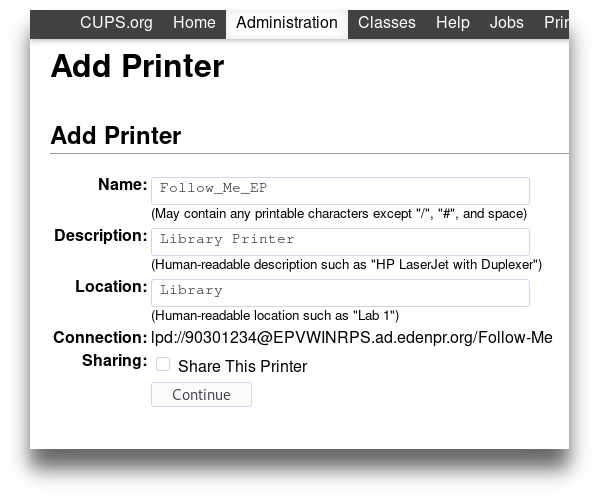 CUPS.org Home Administration Classes Help Jobs
Add Printer
Add Printer
Name: Follow_Me_EP
(May contain any printable characters except "/", "#", and space)
Description: Library Printer
(Human-readable description such as "HP LaserJet with Duplexer")
Location: Library
(Human-readable location such as "Lab 1")
Connection: lpd://90301234@EPVWINRPS.ad.edenpr.org/Follow-Me
Sharing: Share This Printer
Continue